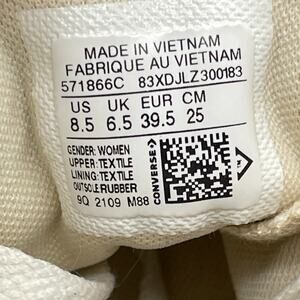 MADE IN VIETNAM
FABRIQUE AU VIETNAM
571866C 83XDJLZ300183
US UK EUR CM
8.5 6.5 39.5 25
GENDER: WOMEN
UPPER: TEXTILE
LINING: TEXTILE
OUTSOLE: RUBBER
9Q 2109 M88
CONVERSE